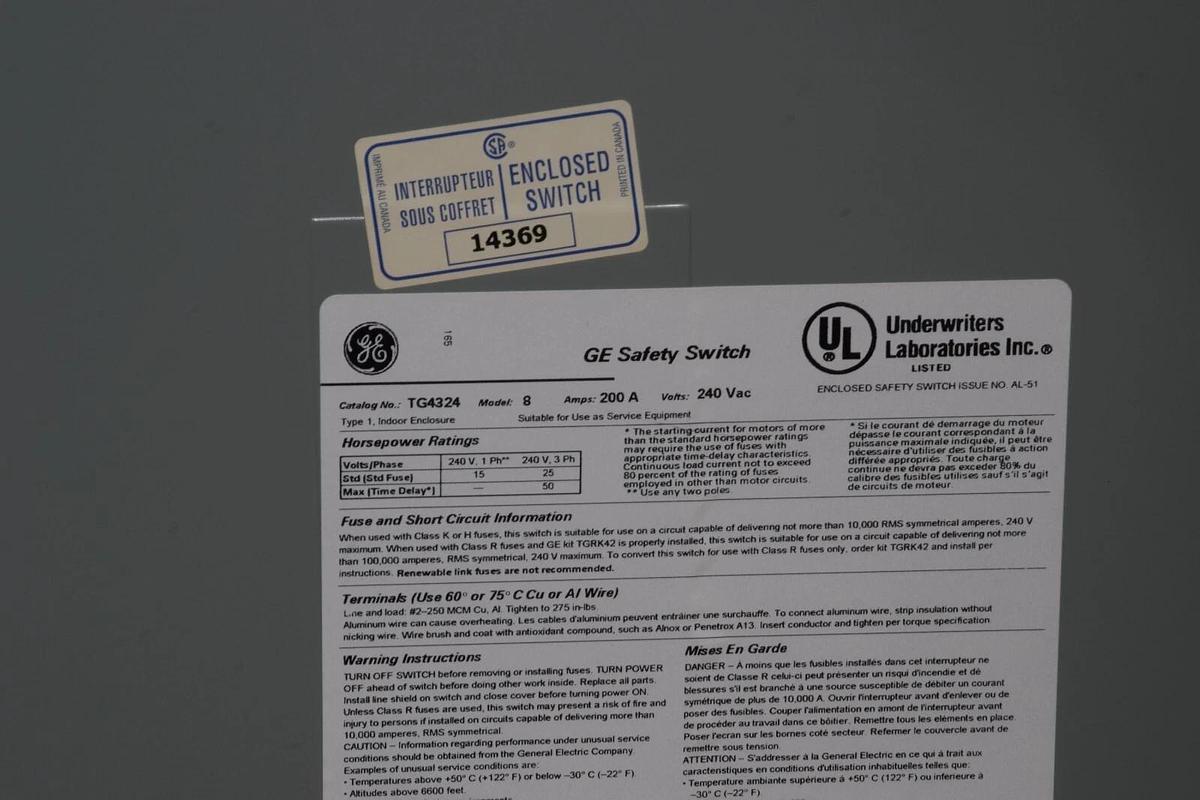 SA®
IMPRIMÉ AU CANADA
INTERRUPTEUR
SOUS COFFRET
ENCLOSED
SWITCH
PRINTED IN CANADA
14369
GE
165
GE Safety Switch
UL®
Underwriters
Laboratories Inc.®
LISTED
ENCLOSED SAFETY SWITCH ISSUE NO. AL-51
Catalog No.: TG4324 Model: 8 Amps: 200 A Volts: 240 Vac
Type 1, Indoor Enclosure Suitable for Use as Service Equipment
Horsepower Ratings
Volts/Phase 240 V, 1 Ph** 240 V, 3 Ph
Std (Std Fuse) 15 25
Max (Time Delay*) — 50
* The starting current for motors of more
than the standard horsepower ratings
may require the use of fuses with
appropriate time-delay characteristics.
Continuous load current not to exceed
80 percent of the rating of fuses
employed in other than motor circuits.
** Use any two poles.
* Si le courant dé demarrage du moteur
dépasse le courant correspondant à la
puissance maximale indiquée, il peut être
nécessaire d'utiliser des fusibles à action
différée appropriés. Toute charge
continue ne devra pas exceder 80% du
calibre des fusibles utilises sauf s'il s'agit
de circuits de moteur.
Fuse and Short Circuit Information
When used with Class K or H fuses, this switch is suitable for use on a circuit capable of delivering not more than 10,000 RMS symmetrical amperes, 240 V
maximum. When used with Class R fuses and GE kit TGRK42 is properly installed, this switch is suitable for use on a circuit capable of delivering not more
than 100,000 amperes, RMS symmetrical, 240 V maximum. To convert this switch for use with Class R fuses only, order kit TGRK42 and install per
instructions. Renewable link fuses are not recommended.
Terminals (Use 60° or 75° C Cu or Al Wire)
Line and load: #2–250 MCM Cu, Al. Tighten to 275 in-lbs.
Aluminum wire can cause overheating. Les cables d'aluminium peuvent entràiner une surchauffe. To connect aluminum wire, strip insulation without
nicking wire. Wire brush and coat with antioxidant compound, such as Alnox or Penetrox A13. Insert conductor and tighten per torque specification.
Warning Instructions
TURN OFF SWITCH before removing or installing fuses. TURN POWER
OFF ahead of switch before doing other work inside. Replace all parts.
Install line shield on switch and close cover before turning power ON.
Unless Class R fuses are used, this switch may present a risk of fire and
injury to persons if installed on circuits capable of delivering more than
10,000 amperes, RMS symmetrical.
CAUTION – Information regarding performance under unusual service
conditions should be obtained from the General Electric Company.
Examples of unusual service conditions are:
· Temperatures above +50° C (+122° F) or below –30° C (–22° F).
· Altitudes above 6600 feet.
Mises En Garde
DANGER – À moins que les fusibles installés dans cet interrupteur ne
soient de Classe R celui-ci peut présenter un risqui d'incendie et dé
blessures s'il est branché à une source susceptible de débiter un courant
symétrique de plus de 10,000 A. Ouvrir l'interrupteur avant d'enlever ou de
poser des fusibles. Couper l'alimentation en amont de l'interrupteur avant
de procéder au travail dans ce bôitier. Remettre tous les eléments en place.
Poser l'ecran sur les bornes coté secteur. Refermer le couvercle avant de
remettre sous tension.
ATTENTION – S'addresser à la General Electric en ce qui à trait aux
caracteristiques en conditions d'utilisation inhabituelles telles que:
· Temperature ambiante supérieure à +50° C (122° F) ou inferieure à
–30° C (–22° F).